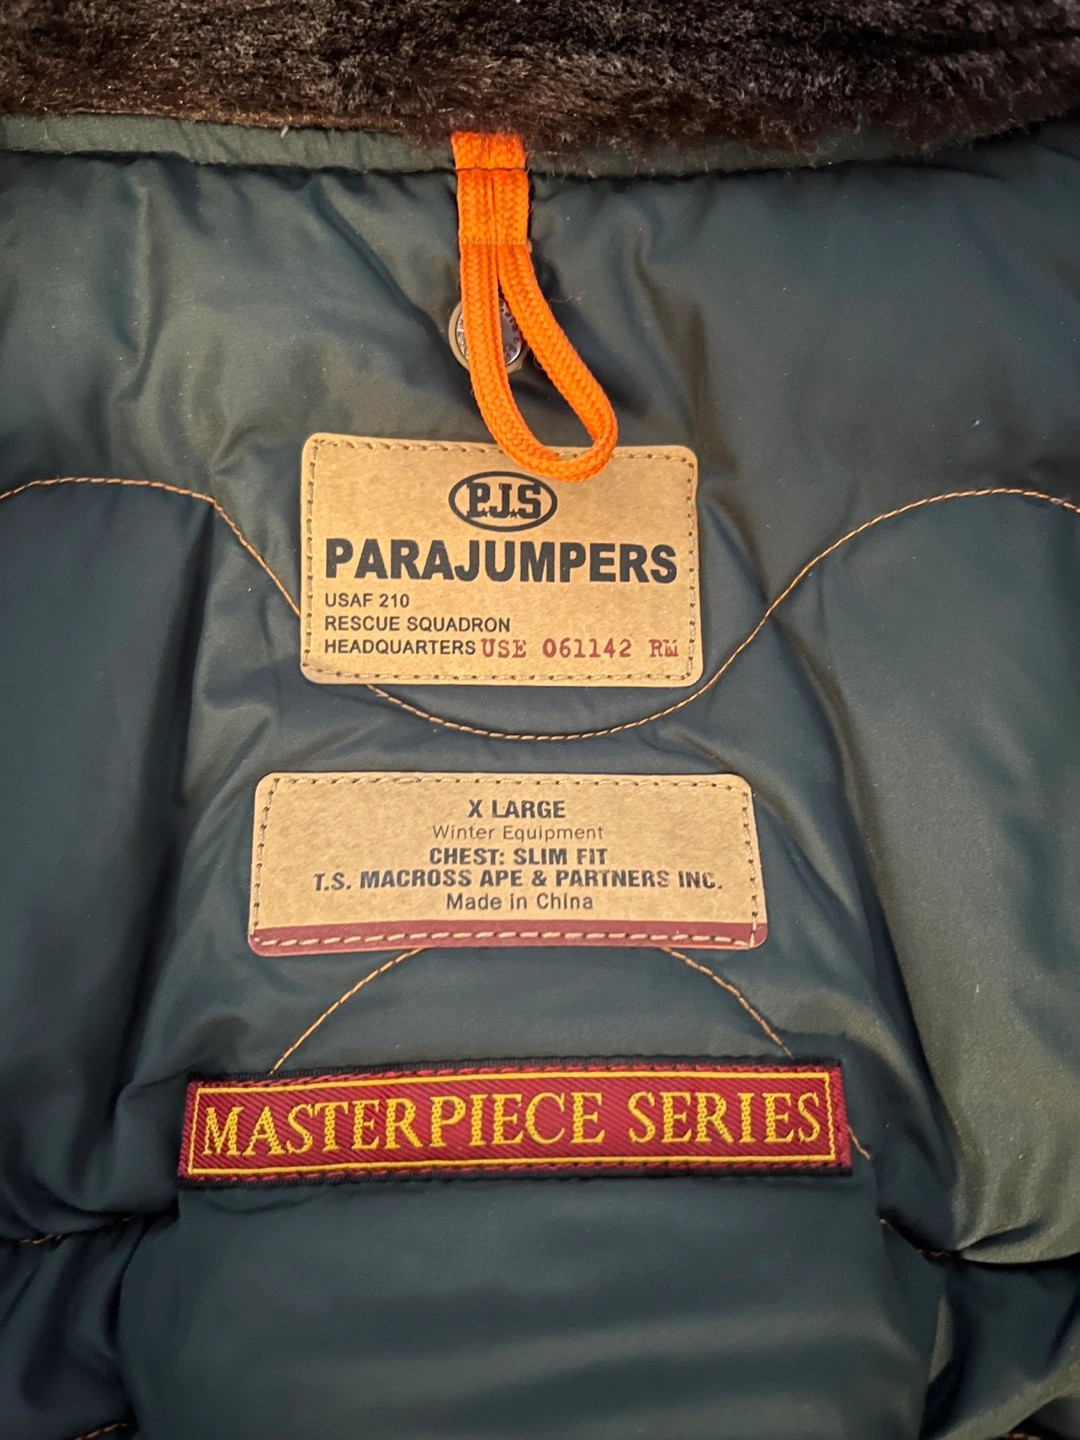 P.J.S
PARAJUMPERS
USAF 210
RESCUE SQUADRON
HEADQUARTERS USE 061142 RM
X LARGE
Winter Equipment
CHEST: SLIM FIT
T.S. MACROSS APE & PARTNERS INC.
Made in China
MASTERPIECE SERIES